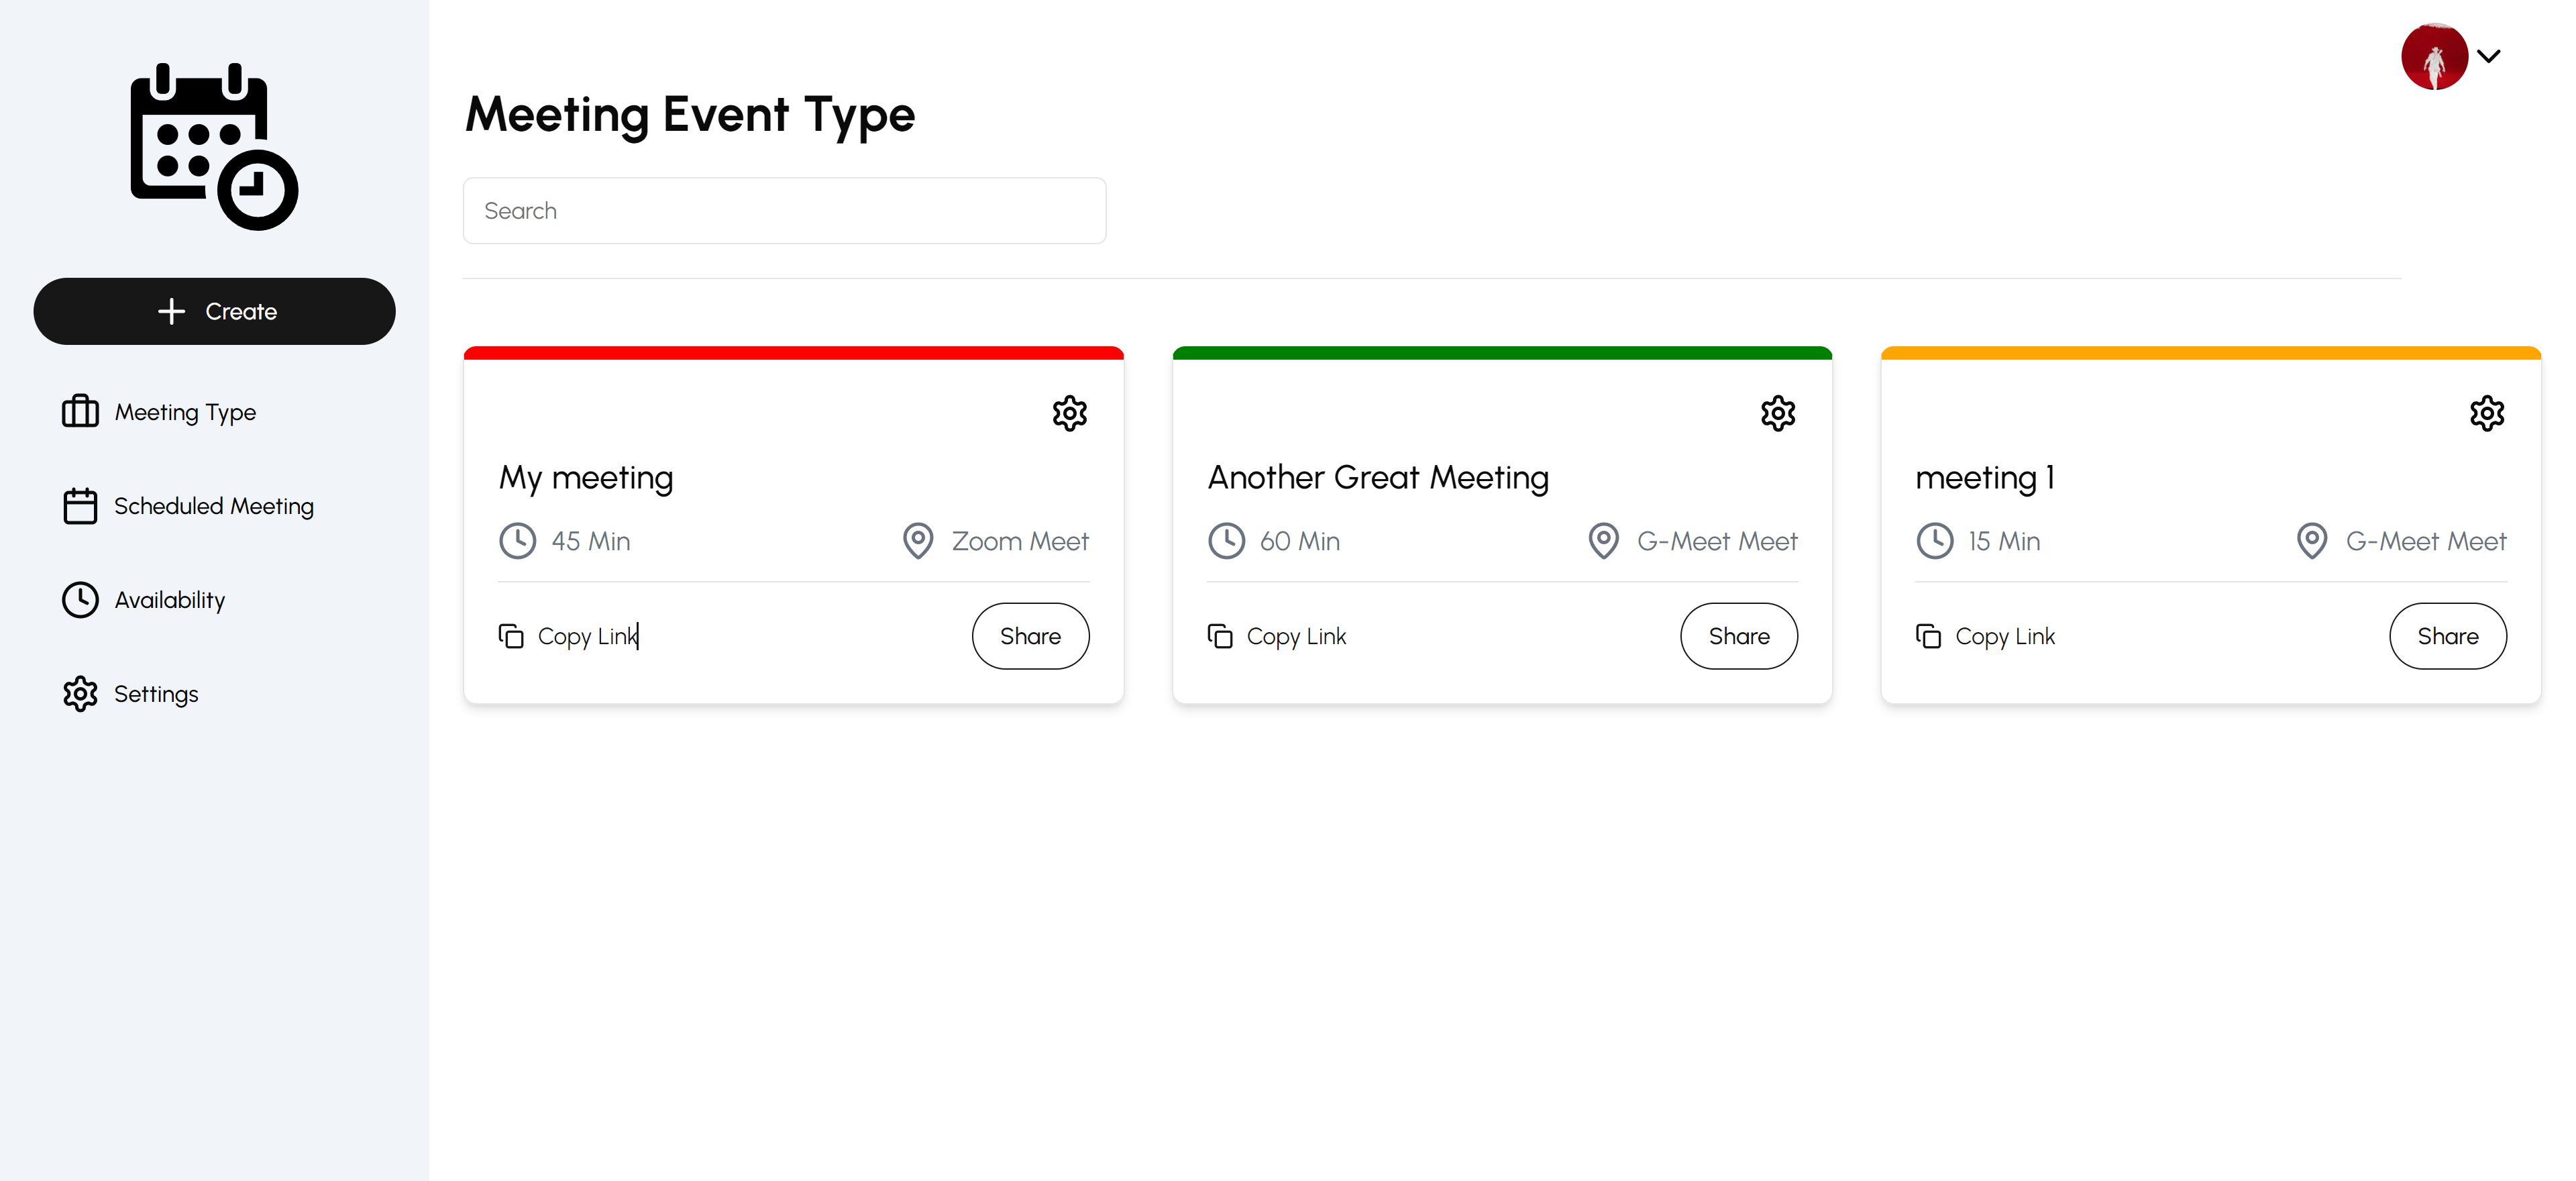 Create
Meeting Type
Scheduled Meeting
Availability
Settings
Meeting Event Type
Search
My meeting
45 Min
Zoom Meet
Copy Link
Share
Another Great Meeting
60 Min
G-Meet Meet
Copy Link
Share
meeting 1
15 Min
G-Meet Meet
Copy Link
Share